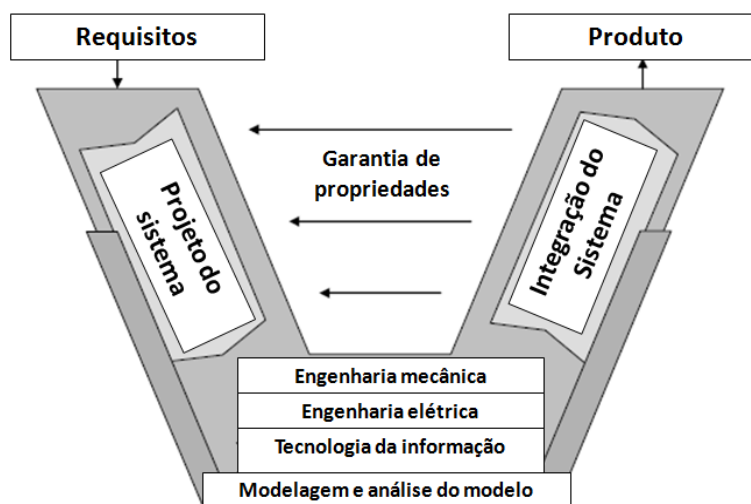 Requisitos
Produto
Garantia de
propriedades
Projeto do
sistema
Integração do
Sistema
Engenharia mecânica
Engenharia elétrica
Tecnologia da informação
Modelagem e análise do modelo